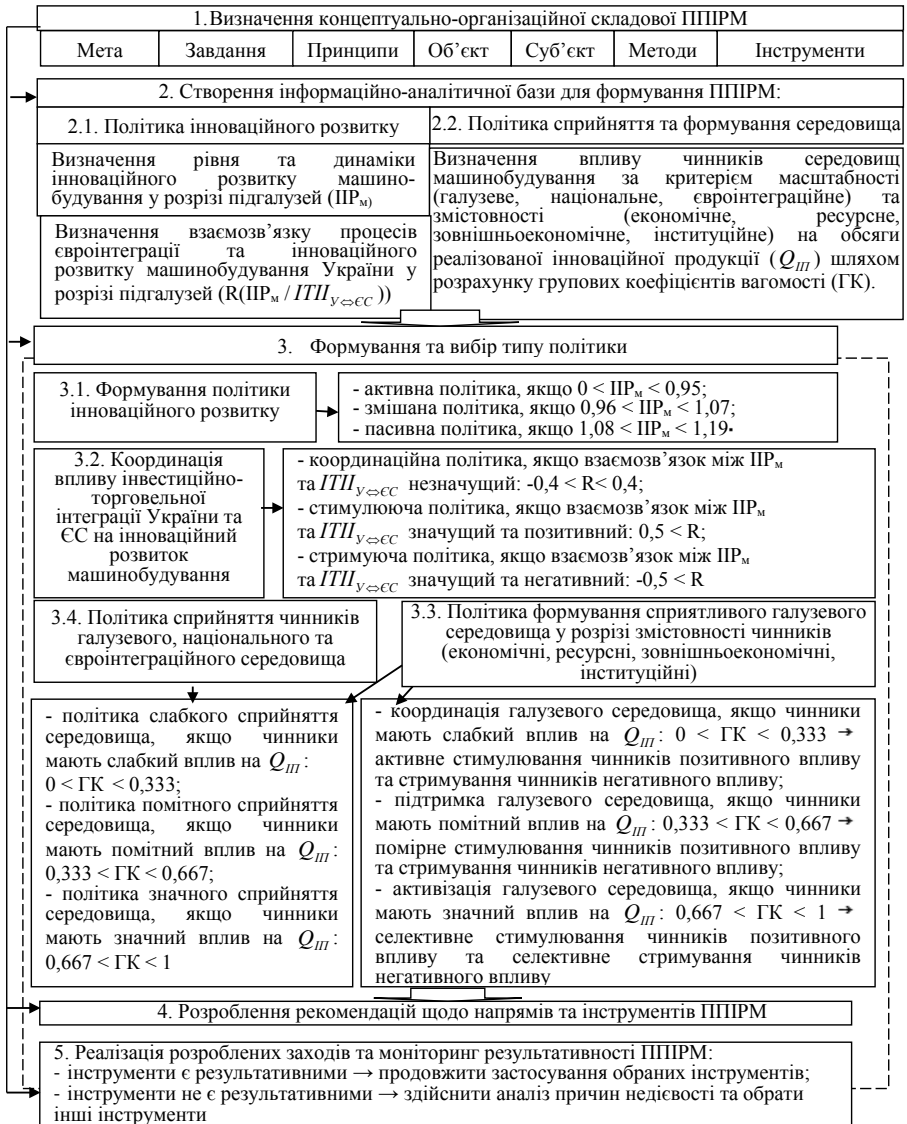 1.Визначення концептуально-організаційної складової ППІРМ
Мета Завдання Принципи Об’єкт Суб’єкт Методи Інструменти
2. Створення інформаційно-аналітичної бази для формування ППІРМ:
2.1. Політика інноваційного розвитку
Визначення рівня та динаміки
інноваційного розвитку машино-
будування у розрізі підгалузей (ІІРм)
Визначення взаємозв’язку процесів
євроінтеграції та інноваційного
розвитку машинобудування України у
розрізі підгалузей (R(ІІРм / ІТІІ У⇔ЄС ))
2.2. Політика сприйняття та формування середовища
Визначення впливу чинників середовищ
машинобудування за критерієм масштабності
(галузеве, національне, євроінтеграційне) та
змістовності (економічне, ресурсне,
зовнішньоекономічне, інституційне) на обсяги
реалізованої інноваційної продукції (Q ІП) шляхом
розрахунку групових коефіцієнтів вагомості (ГК).
3. Формування та вибір типу політики
3.1. Формування політики
інноваційного розвитку
- активна політика, якщо 0 < ІІРм < 0,95;
- змішана політика, якщо 0,96 < ІІРм < 1,07;
- пасивна політика, якщо 1,08 < ІІРм < 1,19.
3.2. Координація
впливу інвестиційно-
торговельної
інтеграції України та
ЄС на інноваційний
розвиток
машинобудування
- координаційна політика, якщо взаємозв’язок між ІІРм
та ІТІІ У⇔ЄС незначущий: -0,4 < R< 0,4;
- стимулююча політика, якщо взаємозв’язок між ІІРм
та ІТІІ У⇔ЄС значущий та позитивний: 0,5 < R;
- стримуюча політика, якщо взаємозв’язок між ІІРм
та ІТІІ У⇔ЄС значущий та негативний: -0,5 < R
3.4. Політика сприйняття чинників
галузевого, національного та
євроінтеграційного середовища
3.3. Політика формування сприятливого галузевого
середовища у розрізі змістовності чинників
(економічні, ресурсні, зовнішньоекономічні,
інституційні)
- політика слабкого сприйняття
середовища, якщо чинники
мають слабкий вплив на Q ІП:
0 < ГК < 0,333;
- політика помітного сприйняття
середовища, якщо чинники
мають помітний вплив на Q ІП:
0,333 < ГК < 0,667;
- політика значного сприйняття
середовища, якщо чинники
мають значний вплив на Q ІП:
0,667 < ГК < 1
- координація галузевого середовища, якщо чинники
мають слабкий вплив на Q ІП: 0 < ГК < 0,333 →
активне стимулювання чинників позитивного впливу
та стримування чинників негативного впливу;
- підтримка галузевого середовища, якщо чинники
мають помітний вплив на Q ІП: 0,333 < ГК < 0,667 →
помірне стимулювання чинників позитивного впливу
та стримування чинників негативного впливу;
- активізація галузевого середовища, якщо чинники
мають значний вплив на Q ІП: 0,667 < ГК < 1 →
селективне стимулювання чинників позитивного
впливу та селективне стримування чинників
негативного впливу
4. Розроблення рекомендацій щодо напрямів та інструментів ППІРМ
5. Реалізація розроблених заходів та моніторинг результативності ППІРМ:
- інструменти є результативними → продовжити застосування обраних інструментів;
- інструменти не є результативними → здійснити аналіз причин недієвості та обрати
інші інструменти